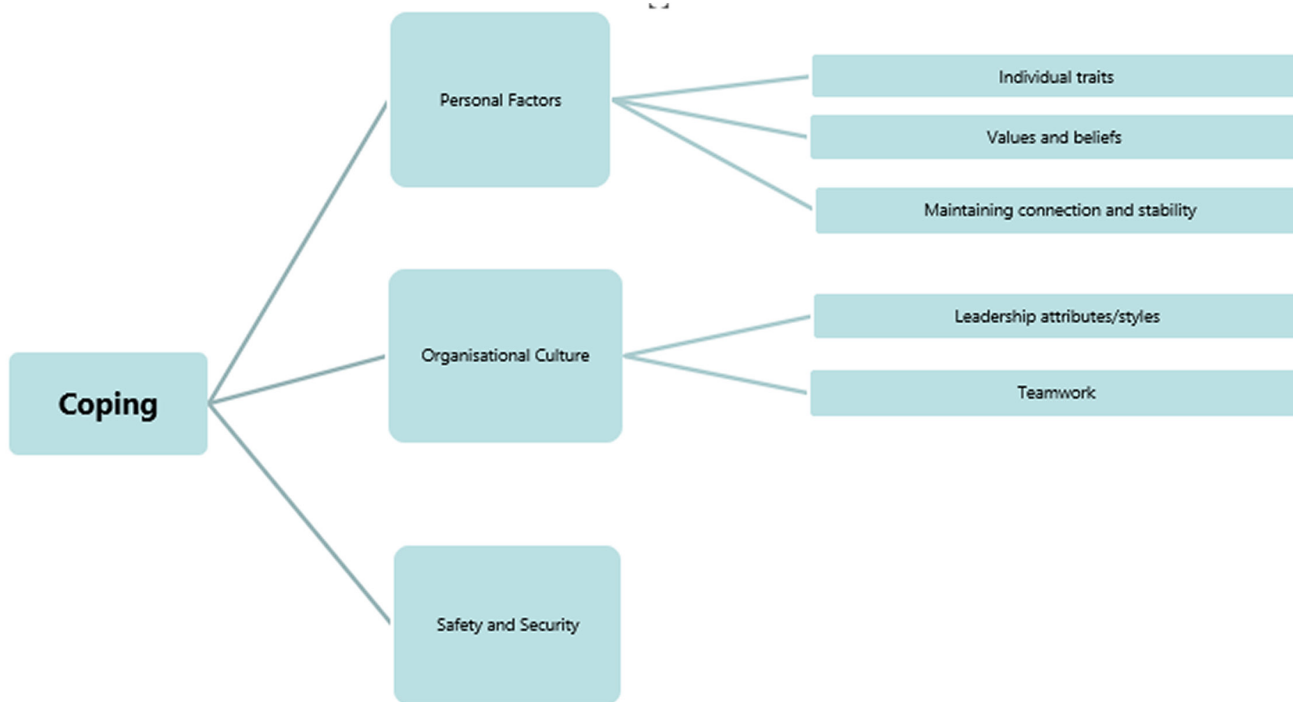 Personal Factors
Individual traits
Values and beliefs
Maintaining connection and stability
Coping
Organisational Culture
Leadership attributes/styles
Teamwork
Safety and Security